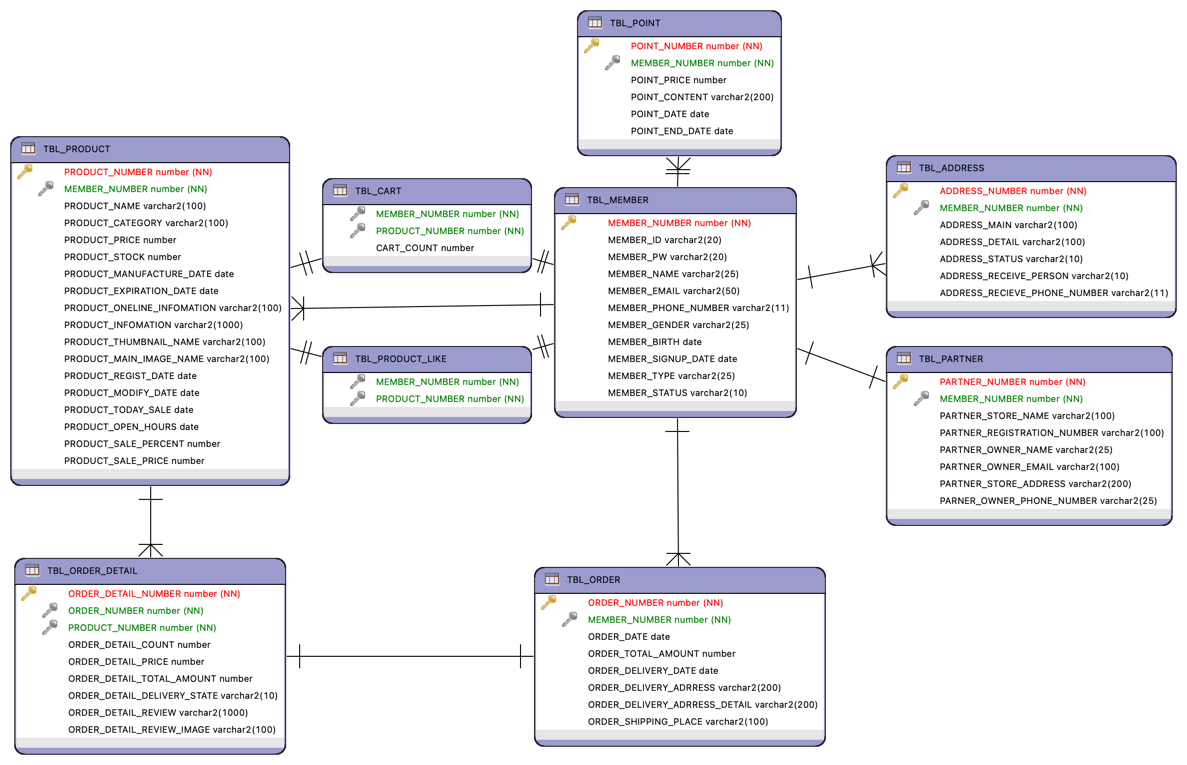 TBL_POINT
POINT_NUMBER number (NN)
MEMBER_NUMBER number (NN)
POINT_PRICE number
POINT_CONTENT varchar2(200)
POINT_DATE date
POINT_END_DATE date
TBL_PRODUCT
PRODUCT_NUMBER number (NN)
MEMBER_NUMBER number (NN)
PRODUCT_NAME varchar2(100)
PRODUCT_CATEGORY varchar2(100)
PRODUCT_PRICE number
PRODUCT_STOCK number
PRODUCT_MANUFACTURE_DATE date
PRODUCT_EXPIRATION_DATE date
PRODUCT_ONELINE_INFOMATION varchar2(100)
PRODUCT_INFOMATION varchar2(1000)
PRODUCT_THUMBNAIL_NAME varchar2(100)
PRODUCT_MAIN_IMAGE_NAME varchar2(100)
PRODUCT_REGIST_DATE date
PRODUCT_MODIFY_DATE date
PRODUCT_TODAY_SALE date
PRODUCT_OPEN_HOURS date
PRODUCT_SALE_PERCENT number
PRODUCT_SALE_PRICE number
TBL_CART
MEMBER_NUMBER number (NN)
PRODUCT_NUMBER number (NN)
CART_COUNT number
TBL_PRODUCT_LIKE
MEMBER_NUMBER number (NN)
PRODUCT_NUMBER number (NN)
TBL_MEMBER
MEMBER_NUMBER number (NN)
MEMBER_ID varchar2(20)
MEMBER_PW varchar2(20)
MEMBER_NAME varchar2(25)
MEMBER_EMAIL varchar2(50)
MEMBER_PHONE_NUMBER varchar2(11)
MEMBER_GENDER varchar2(25)
MEMBER_BIRTH date
MEMBER_SIGNUP_DATE date
MEMBER_TYPE varchar2(25)
MEMBER_STATUS varchar2(10)
TBL_ADDRESS
ADDRESS_NUMBER number (NN)
MEMBER_NUMBER number (NN)
ADDRESS_MAIN varchar2(100)
ADDRESS_DETAIL varchar2(100)
ADDRESS_STATUS varchar2(10)
ADDRESS_RECEIVE_PERSON varchar2(10)
ADDRESS_RECIEVE_PHONE_NUMBER varchar2(11)
TBL_PARTNER
PARTNER_NUMBER number (NN)
MEMBER_NUMBER number (NN)
PARTNER_STORE_NAME varchar2(100)
PARTNER_REGISTRATION_NUMBER varchar2(100)
PARTNER_OWNER_NAME varchar2(25)
PARTNER_OWNER_EMAIL varchar2(100)
PARTNER_STORE_ADDRESS varchar2(200)
PARNER_OWNER_PHONE_NUMBER varchar2(25)
TBL_ORDER_DETAIL
ORDER_DETAIL_NUMBER number (NN)
ORDER_NUMBER number (NN)
PRODUCT_NUMBER number (NN)
ORDER_DETAIL_COUNT number
ORDER_DETAIL_PRICE number
ORDER_DETAIL_TOTAL_AMOUNT number
ORDER_DETAIL_DELIVERY_STATE varchar2(10)
ORDER_DETAIL_REVIEW varchar2(1000)
ORDER_DETAIL_REVIEW_IMAGE varchar2(100)
TBL_ORDER
ORDER_NUMBER number (NN)
MEMBER_NUMBER number (NN)
ORDER_DATE date
ORDER_TOTAL_AMOUNT number
ORDER_DELIVERY_DATE date
ORDER_DELIVERY_ADRRESS varchar2(200)
ORDER_DELIVERY_ADRRESS_DETAIL varchar2(200)
ORDER_SHIPPING_PLACE varchar2(100)